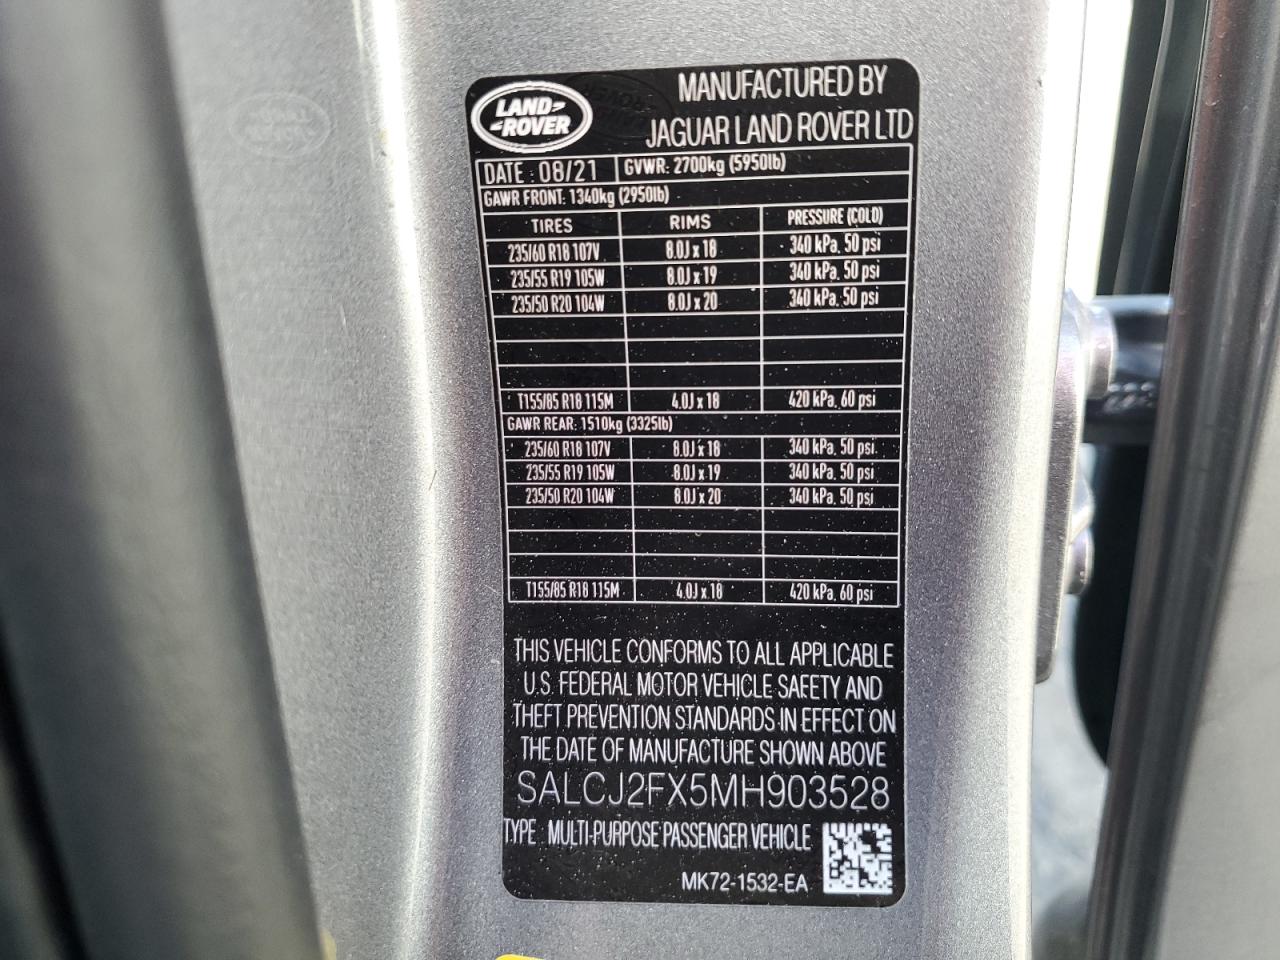 LAND-
-ROVER
MANUFACTURED BY
JAGUAR LAND ROVER LTD
DATE : 08/21 GVWR: 2700kg (5950lb)
GAWR FRONT: 1340kg (2950lb)
TIRES RIMS PRESSURE (COLD)
235/60 R18 107V 8.0J x 18 340 kPa, 50 psi
235/55 R19 105W 8.0J x 19 340 kPa, 50 psi
235/50 R20 104W 8.0J x 20 340 kPa, 50 psi
T155/85 R18 115M 4.0J x 18 420 kPa, 60 psi
GAWR REAR: 1510kg (3325lb)
235/60 R18 107V 8.0J x 18 340 kPa, 50 psi
235/55 R19 105W 8.0J x 19 340 kPa, 50 psi
235/50 R20 104W 8.0J x 20 340 kPa, 50 psi
T155/85 R18 115M 4.0J x 18 420 kPa, 60 psi
THIS VEHICLE CONFORMS TO ALL APPLICABLE
U.S. FEDERAL MOTOR VEHICLE SAFETY AND
THEFT PREVENTION STANDARDS IN EFFECT ON
THE DATE OF MANUFACTURE SHOWN ABOVE
SALCJ2FX5MH903528
TYPE : MULTI-PURPOSE PASSENGER VEHICLE
MK72-1532-EA